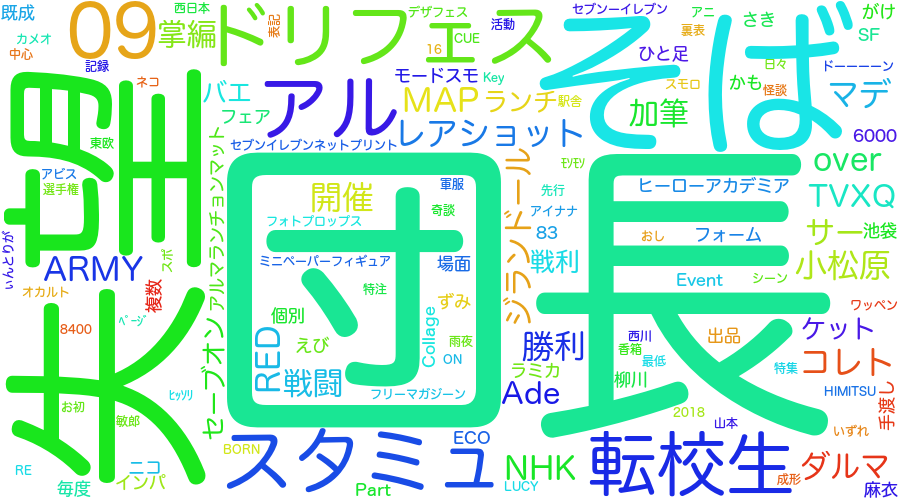 既成
カメオ
中心
記録
09
西日本
掌編
表記
ネコ
ドリフェス
デザフェス
16
CUE
活動
セブンーイレブン
アニ
裏表
さき
がけ
SF
ひと足
日々
ドーーーーン
バエ
フェア
アル
モードスモ
Key
MAP
ランチ
駅舎
スモロ
かも
怪談
マデ
そば
加筆
レアショット
セブンイレブンネットプリント
6000
東欧
アビス
選手権
失望
団長
開催
軍服
奇談
フォトプロップス
ミニペーパーフィギュア
場面
特注
個別
えび
ずみ
雨夜
RED
戦闘
Collage
ON
フリーマガジーン
ジランドール
ﾓｿﾓｿ
先行
アイナナ
83
戦利
ヒーローアカデミア
over
TVXQ
おし
フォーム
サー
池袋
小松原
Event
シーン
ワッペン
いんとりが
ARMY
スポ
オカルト
複数
8400
ﾍﾟｰｼﾞ
アルマランチョンマット
セーブオン
ﾋｯｿﾘ
お初
敏郎
勝利
西川
香箱
最低
出品
ケット
コレト
特集
ラミカ
柳川
Ade
HIMITSU
手渡し
2018
山本
いずれ
RE
毎度
ニコ
インパ
BORN
スタミュ
ECO
Part
NHK
LUCY
転校生
成形
ダルマ
麻衣